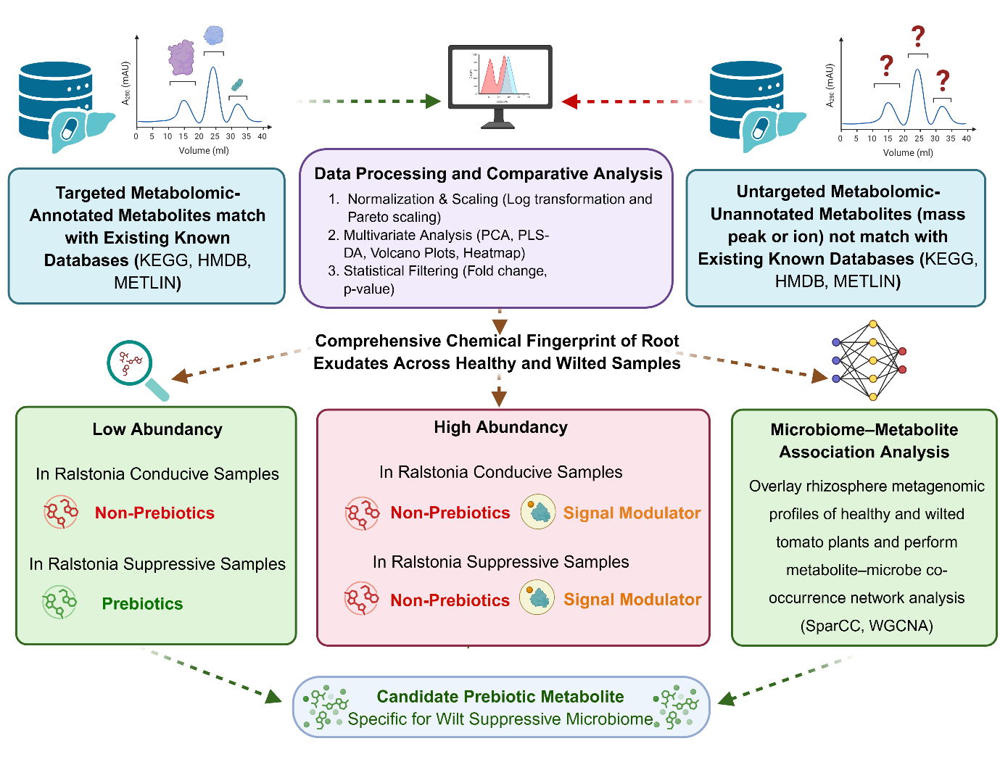 A280 (mAU)
0 5 10 15 20 25 30 35 40
Volume (ml)
Count
? ? ?
A280 (mAU)
0 5 10 15 20 25 30 35 40
Volume (ml)
Targeted Metabolomic-
Annotated Metabolites match
with Existing Known
Databases (KEGG, HMDB,
METLIN)
Data Processing and Comparative Analysis
1. Normalization & Scaling (Log transformation and
Pareto scaling)
2. Multivariate Analysis (PCA, PLS-
DA, Volcano Plots, Heatmap)
3. Statistical Filtering (Fold change,
p-value)
Untargeted Metabolomic-
Unannotated Metabolites (mass
peak or ion) not match with
Existing Known Databases (KEGG,
HMDB, METLIN)
Comprehensive Chemical Fingerprint of Root
Exudates Across Healthy and Wilted Samples
Low Abundancy
In Ralstonia Conducive Samples
Non-Prebiotics
In Ralstonia Suppressive Samples
Prebiotics
High Abundancy
In Ralstonia Conducive Samples
Non-Prebiotics Signal Modulator
In Ralstonia Suppressive Samples
Non-Prebiotics Signal Modulator
Microbiome–Metabolite
Association Analysis
Overlay rhizosphere metagenomic
profiles of healthy and wilted
tomato plants and perform
metabolite–microbe co-
occurrence network analysis
(SparCC, WGCNA)
Candidate Prebiotic Metabolite
Specific for Wilt Suppressive Microbiome